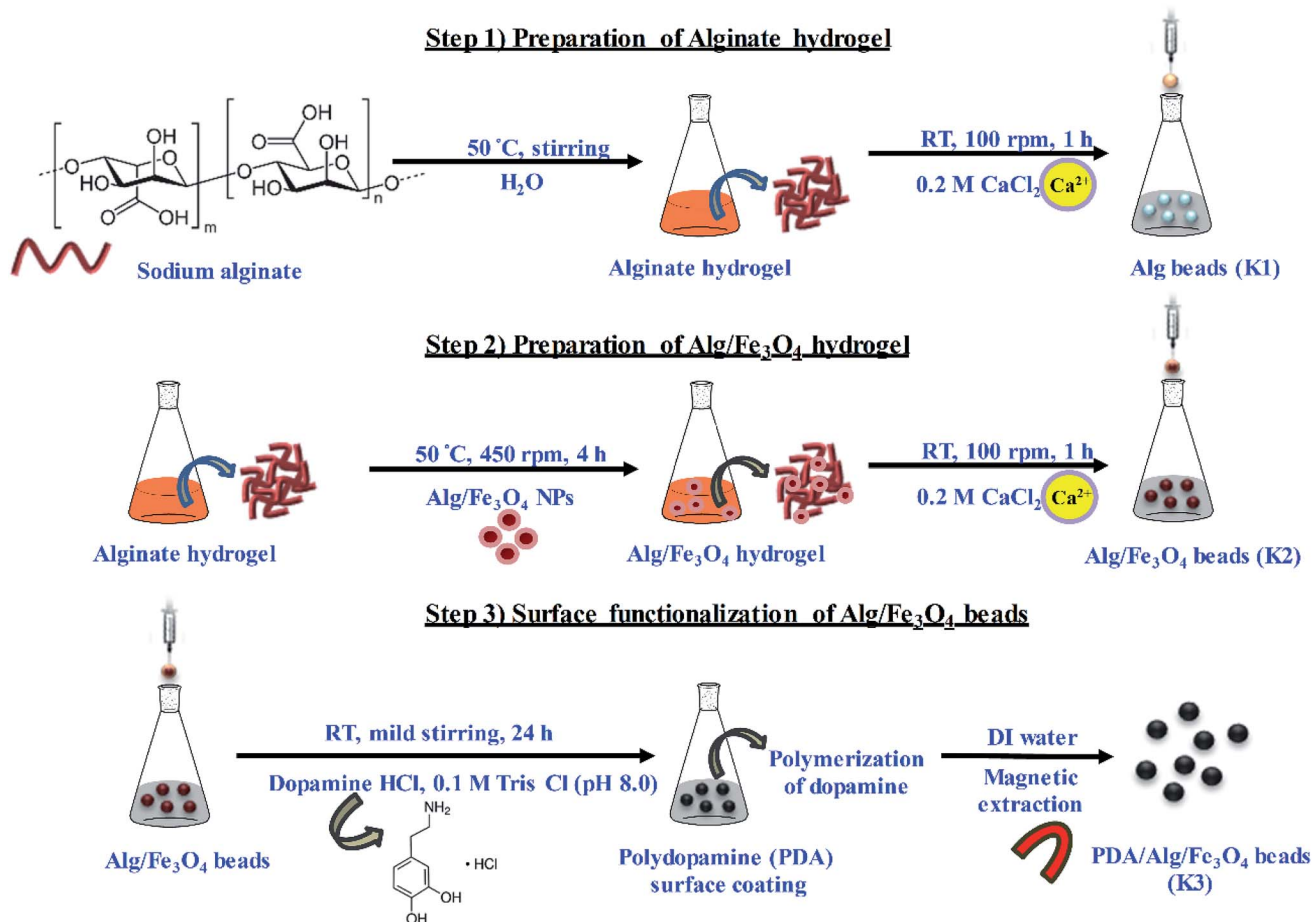 Step 1) Preparation of Alginate hydrogel
OH
O
OH
OH
O
HO
O
OH
m
O
OH
O
OH
O
HO
O
n
Sodium alginate
50 ˚C, stirring
H₂O
Alginate hydrogel
RT, 100 rpm, 1 h
0.2 M CaCl₂
Ca²⁺
Alg beads (K1)
Step 2) Preparation of Alg/Fe₃O₄ hydrogel
Alginate hydrogel
50 ˚C, 450 rpm, 4 h
Alg/Fe₃O₄ NPs
Alg/Fe₃O₄ hydrogel
RT, 100 rpm, 1 h
0.2 M CaCl₂
Ca²⁺
Alg/Fe₃O₄ beads (K2)
Step 3) Surface functionalization of Alg/Fe₃O₄ beads
Alg/Fe₃O₄ beads
RT, mild stirring, 24 h
Dopamine HCl, 0.1 M Tris Cl (pH 8.0)
NH₂
• HCl
OH
OH
Polydopamine (PDA)
surface coating
Polymerization
of dopamine
DI water
Magnetic
extraction
PDA/Alg/Fe₃O₄ beads
(K3)